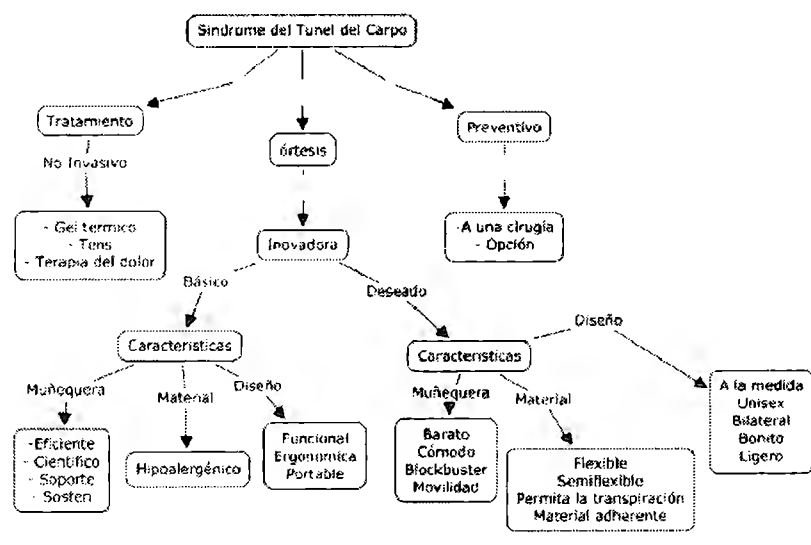 Sindrome del Tunel del Carpo
Tratamiento
Preventivo
órtesis
No Invasivo
- Gel termico
- Tens
- Terapia del dolor
-A una cirugía
- Opción
Inovadora
Básico
Deseado
Diseño
Caracteristicas
Caracteristicas
Muñequera
Material
Diseño
Muñequera
Material
A la medida
Unisex
Bilateral
Bonito
Ligero
-Eficiente
- Científico
- Soporte
- Sosten
Hipoalergénico
Funcional
Ergonomica
Portable
Barato
Cómodo
Blockbuster
Movilidad
Flexible
Semiflexible
Permita la transpiración
Material adherente